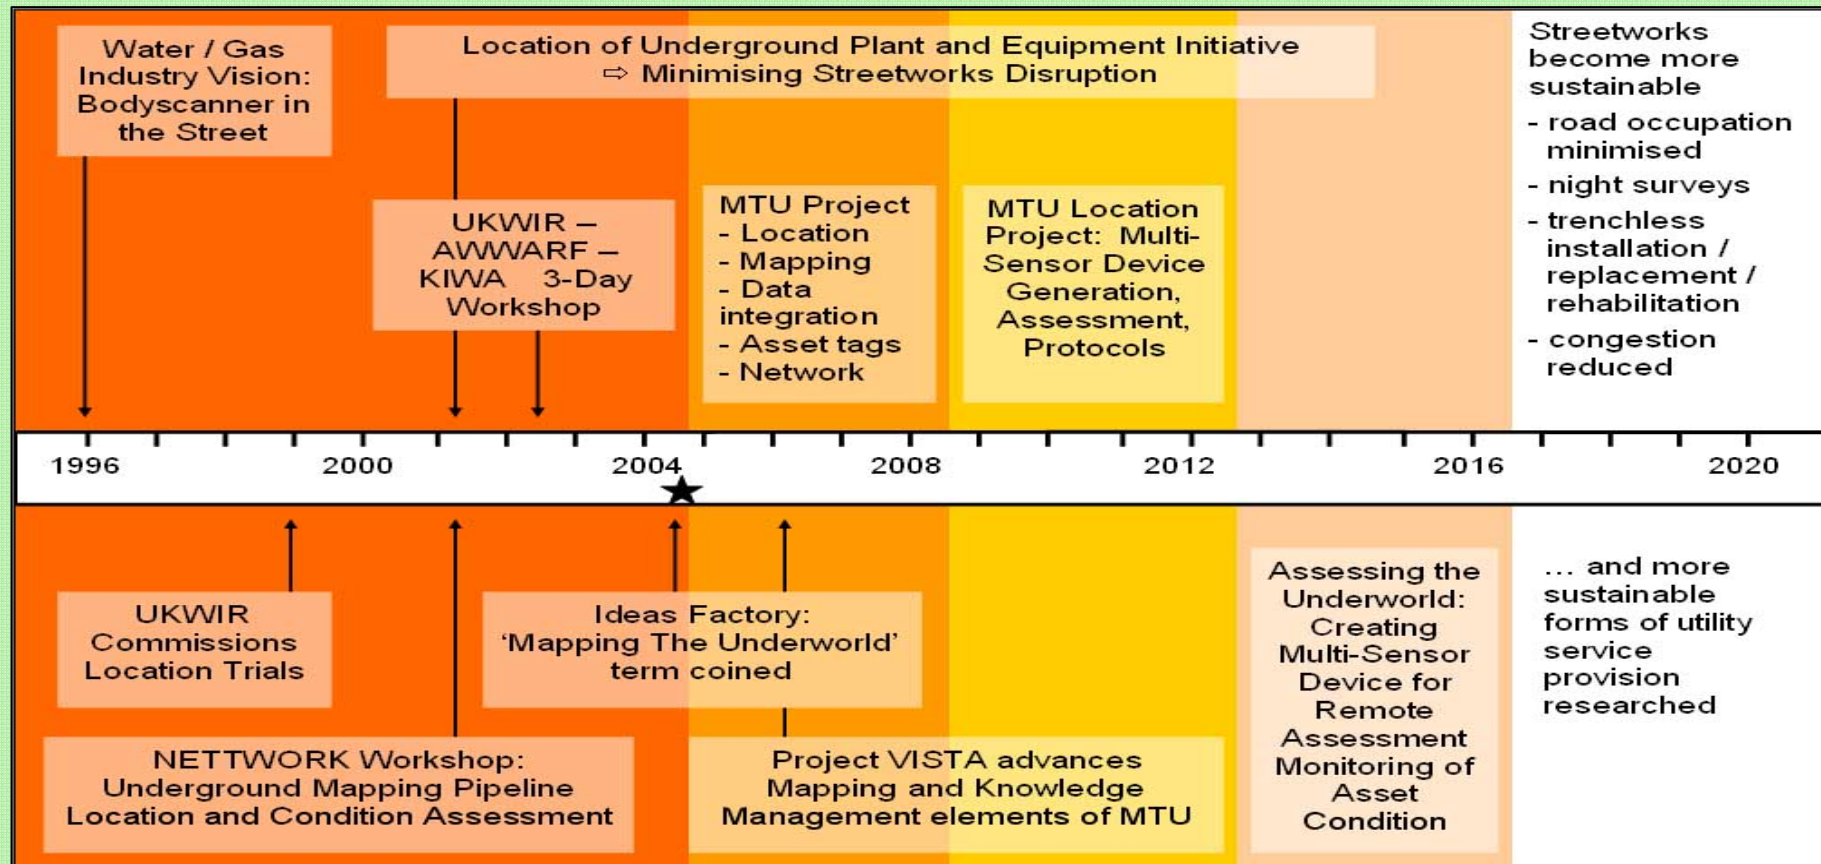 Water / Gas
Industry Vision:
Bodyscanner in
the Street
Location of Underground Plant and Equipment Initiative
⇨ Minimising Streetworks Disruption
UKWIR –
AWWARF –
KIWA 3-Day
Workshop
MTU Project
- Location
- Mapping
- Data
integration
- Asset tags
- Network
MTU Location
Project: Multi-
Sensor Device
Generation,
Assessment,
Protocols
Streetworks
become more
sustainable
- road occupation
minimised
- night surveys
- trenchless
installation /
replacement /
rehabilitation
- congestion
reduced
1996 2000 2004 2008 2012 2016 2020
UKWIR
Commissions
Location Trials
NETTWORK Workshop:
Underground Mapping Pipeline
Location and Condition Assessment
Ideas Factory:
‘Mapping The Underworld’
term coined
Project VISTA advances
Mapping and Knowledge
Management elements of MTU
Assessing the
Underworld:
Creating
Multi-Sensor
Device for
Remote
Assessment
Monitoring of
Asset
Condition
… and more
sustainable
forms of utility
service
provision
researched